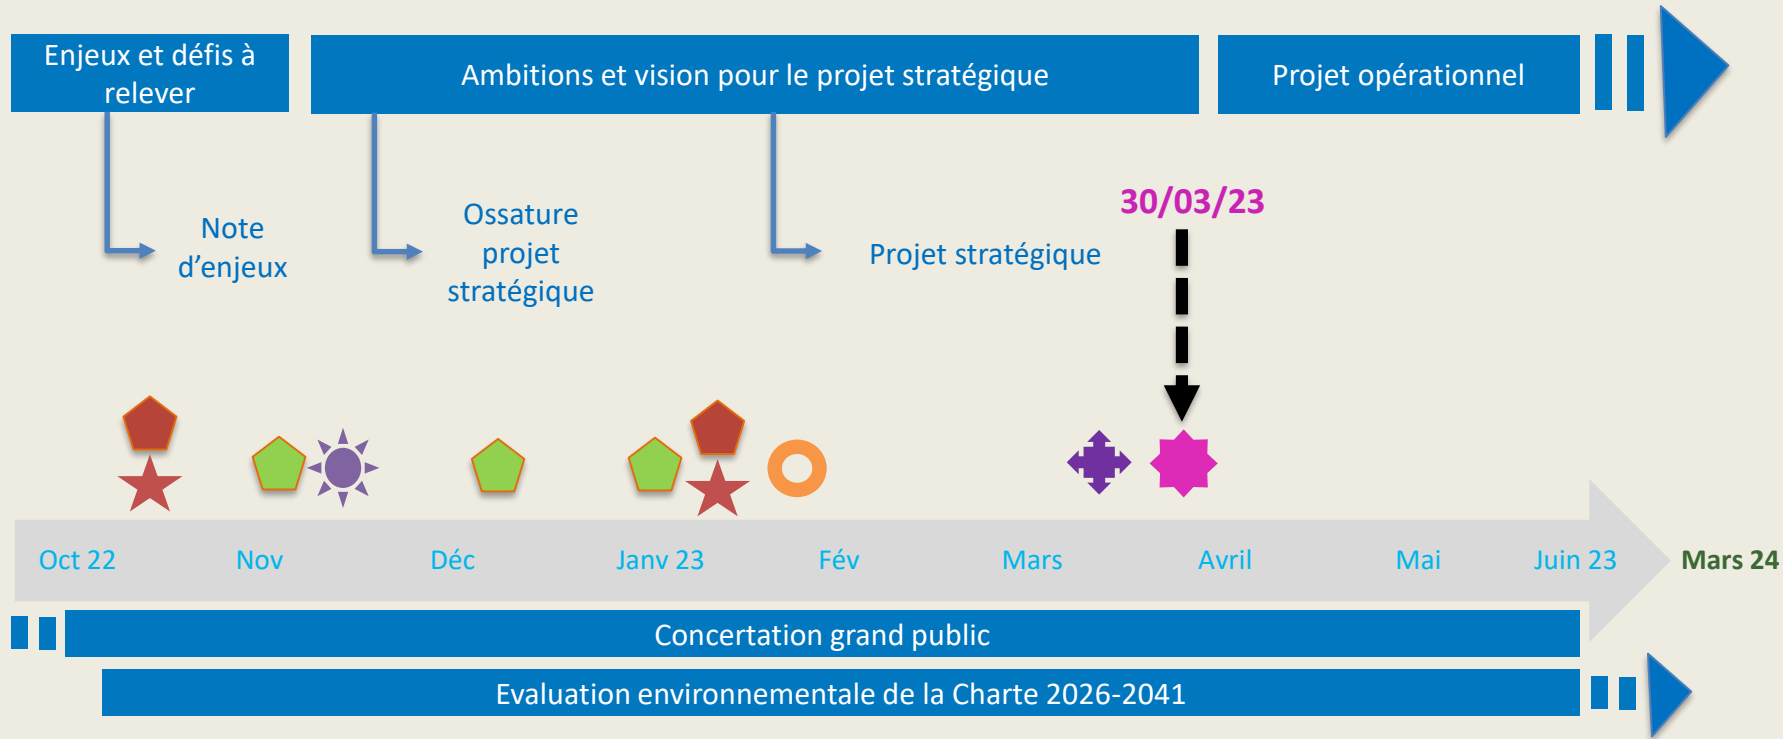 Enjeux et défis à
relever
Ambitions et vision pour le projet stratégique
Projet opérationnel
Note
d’enjeux
Ossature
projet
stratégique
Projet stratégique
30/03/23
Oct 22
Nov
Déc
Janv 23
Fév
Mars
Avril
Mai
Juin 23
Mars 24
Concertation grand public
Evaluation environnementale de la Charte 2026-2041